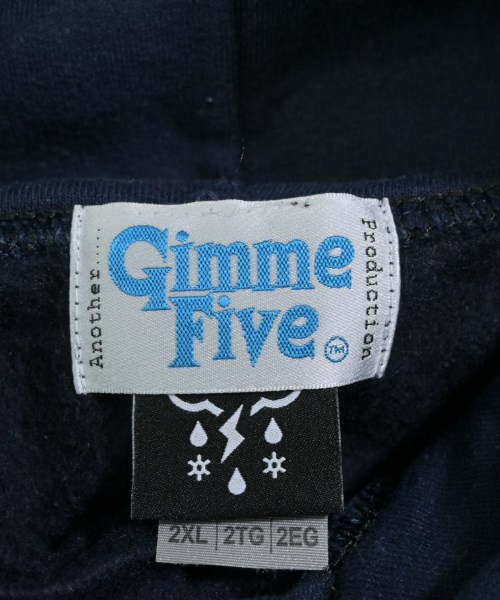 Another.....
Gimme
Five
TM
Production
2XL 2TG 2EG